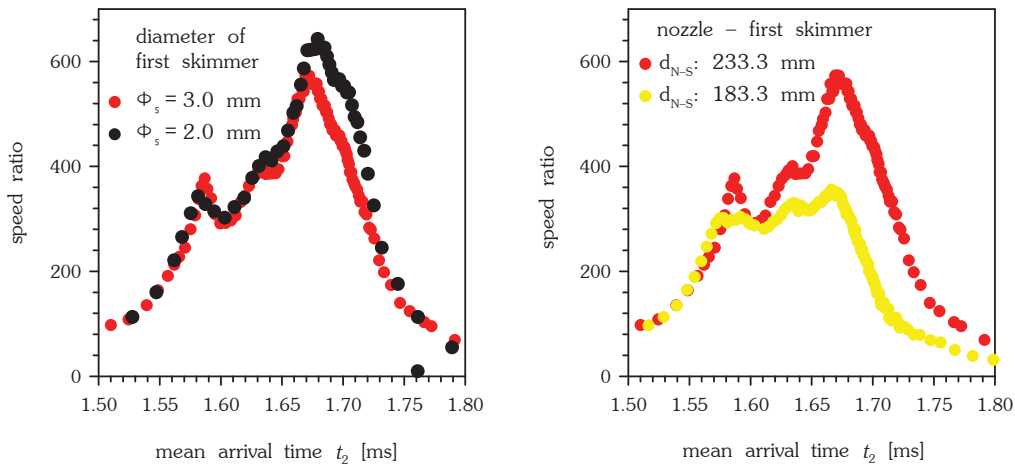 diameter of
first skimmer
Φs = 3.0 mm
Φs = 2.0 mm
600
400
200
0
1.50
1.55
1.60
1.65
1.70
1.75
1.80
speed ratio
mean arrival time t2 [ms]
nozzle – first skimmer
dN–S: 233.3 mm
dN–S: 183.3 mm
600
400
200
0
1.50
1.55
1.60
1.65
1.70
1.75
1.80
speed ratio
mean arrival time t2 [ms]